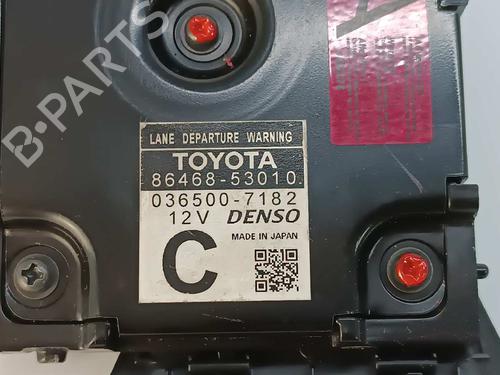 LANE DEPARTURE WARNING
TOYOTA
86468-53010
036500-7182
12V DENSO
MADE IN JAPAN
C
B-PARTS